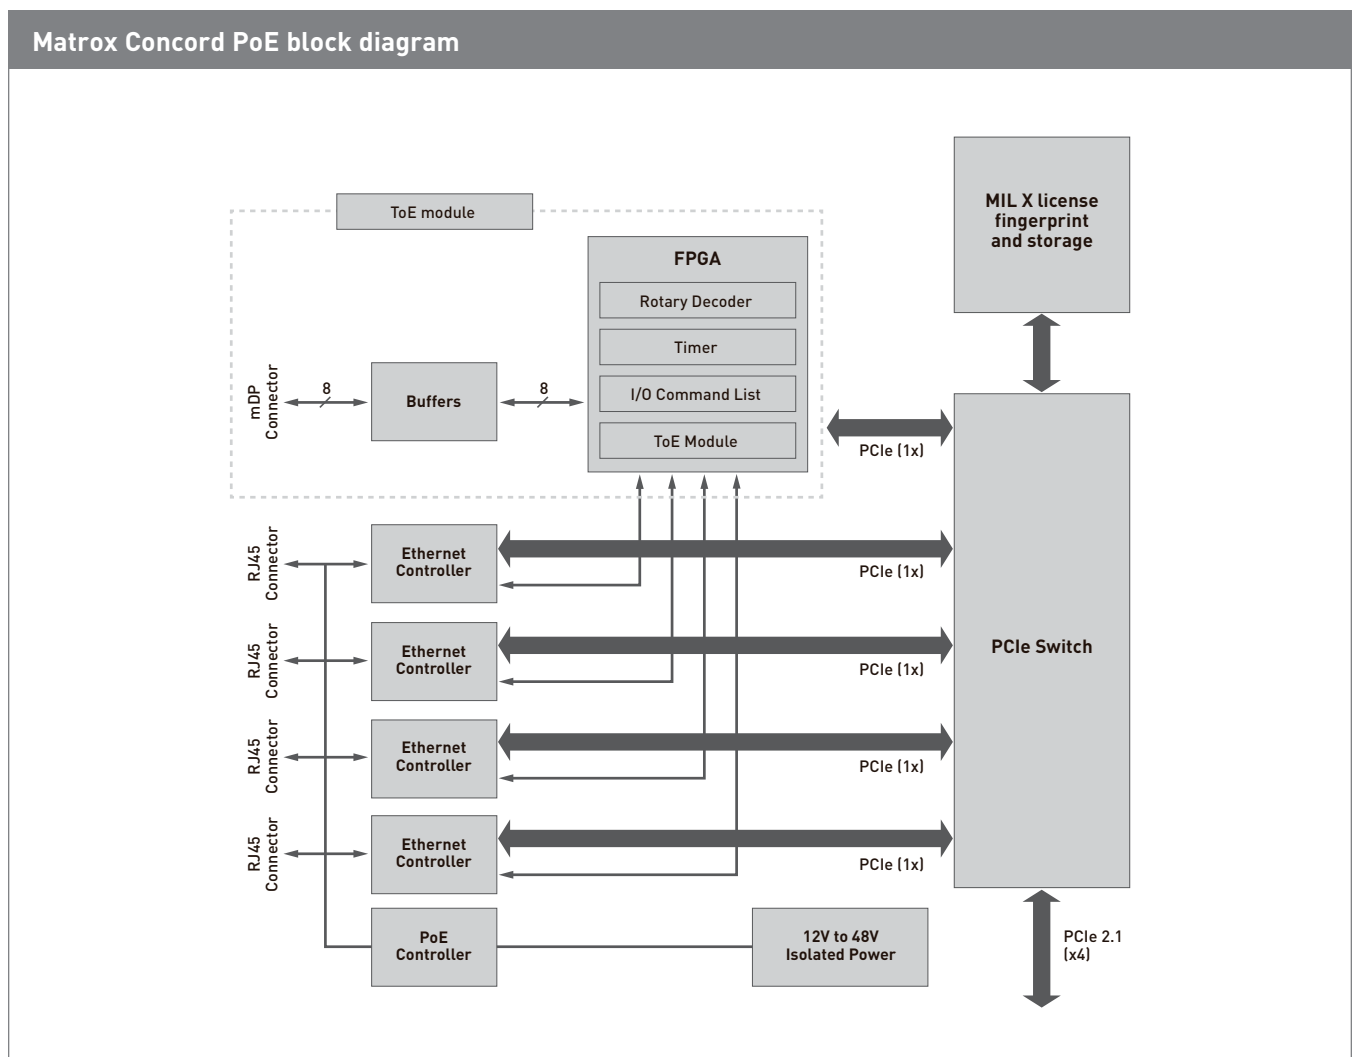 Matrox Concord PoE block diagram
MIL X license
fingerprint
and storage
ToE module
FPGA
Rotary Decoder
Timer
I/O Command List
ToE Module
mDP
Connector
8
Buffers
8
PCIe (1x)
RJ45
Connector
Ethernet
Controller
PCIe (1x)
RJ45
Connector
Ethernet
Controller
PCIe (1x)
PCIe Switch
RJ45
Connector
Ethernet
Controller
PCIe (1x)
RJ45
Connector
Ethernet
Controller
PCIe (1x)
PoE
Controller
12V to 48V
Isolated Power
PCIe 2.1
(x4)